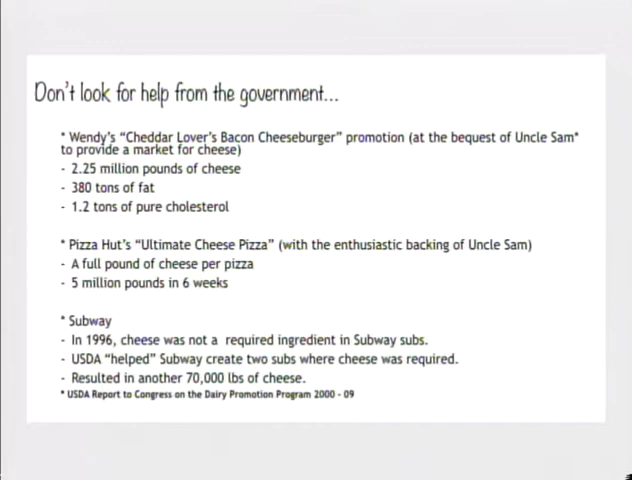 Don't look for help from the government...
* Wendy's "Cheddar Lover's Bacon Cheeseburger" promotion (at the bequest of Uncle Sam*
to provide a market for cheese)
- 2.25 million pounds of cheese
- 380 tons of fat
- 1.2 tons of pure cholesterol
* Pizza Hut's "Ultimate Cheese Pizza" (with the enthusiastic backing of Uncle Sam)
- A full pound of cheese per pizza
- 5 million pounds in 6 weeks
* Subway
- In 1996, cheese was not a required ingredient in Subway subs.
- USDA "helped" Subway create two subs where cheese was required.
- Resulted in another 70,000 lbs of cheese.
* USDA Report to Congress on the Dairy Promotion Program 2000 - 09